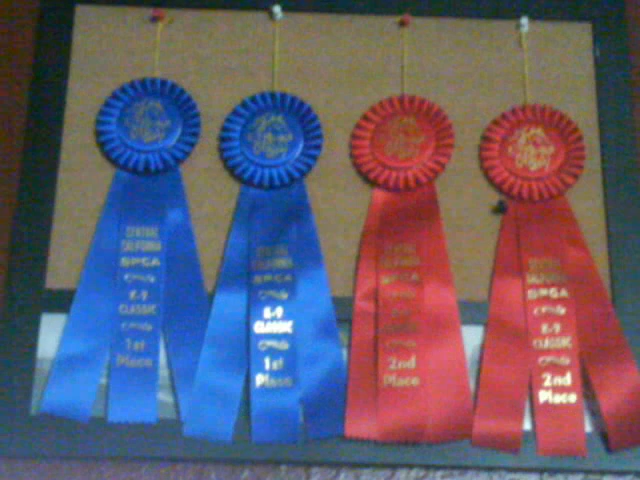 CENTRAL
CALIFORNIA
SPCA
K-9
CLASSIC
1st
Place
CENTRAL
CALIFORNIA
SPCA
K-9
CLASSIC
1st
Place
CENTRAL
CALIFORNIA
SPCA
K-9
CLASSIC
2nd
Place
CENTRAL
CALIFORNIA
SPCA
K-9
CLASSIC
2nd
Place